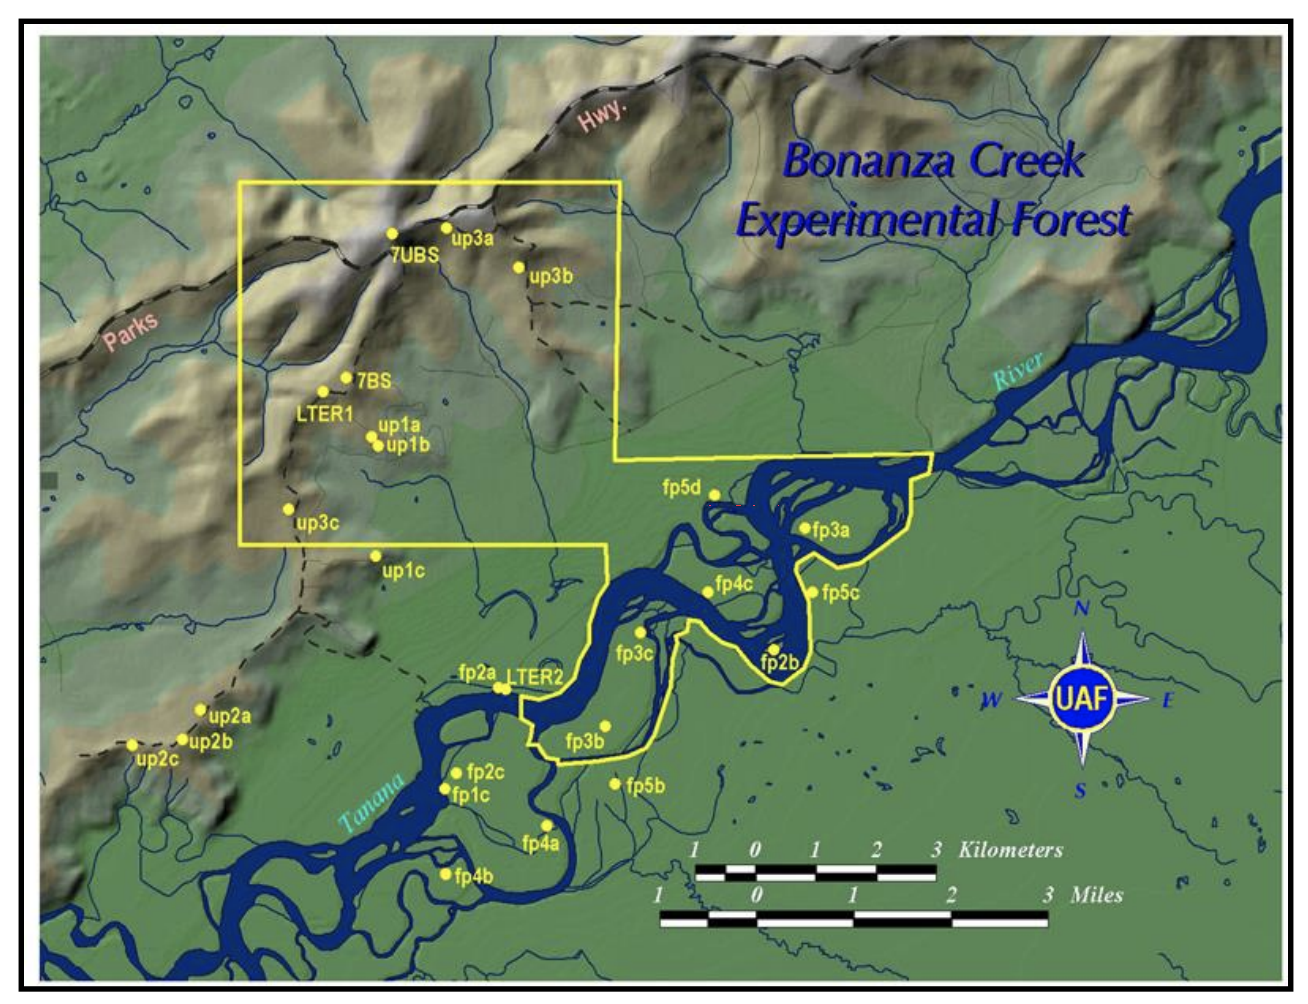 Hwy.
Bonanza Creek
Experimental Forest
up3a
7UBS
up3b
Parks
River
7BS
LTER1
up1a
up1b
fp5d
up3c
fp3a
up1c
fp4c
fp5c
N
fp3c
fp2b
fp2a LTER2
W UAF E
up2a
up2b
fp3b
up2c
fp2c
fp5b
S
fp1c
Tanana
fp4a
1 0 1 2 3 Kilometers
fp4b
1 0 1 2 3 Miles